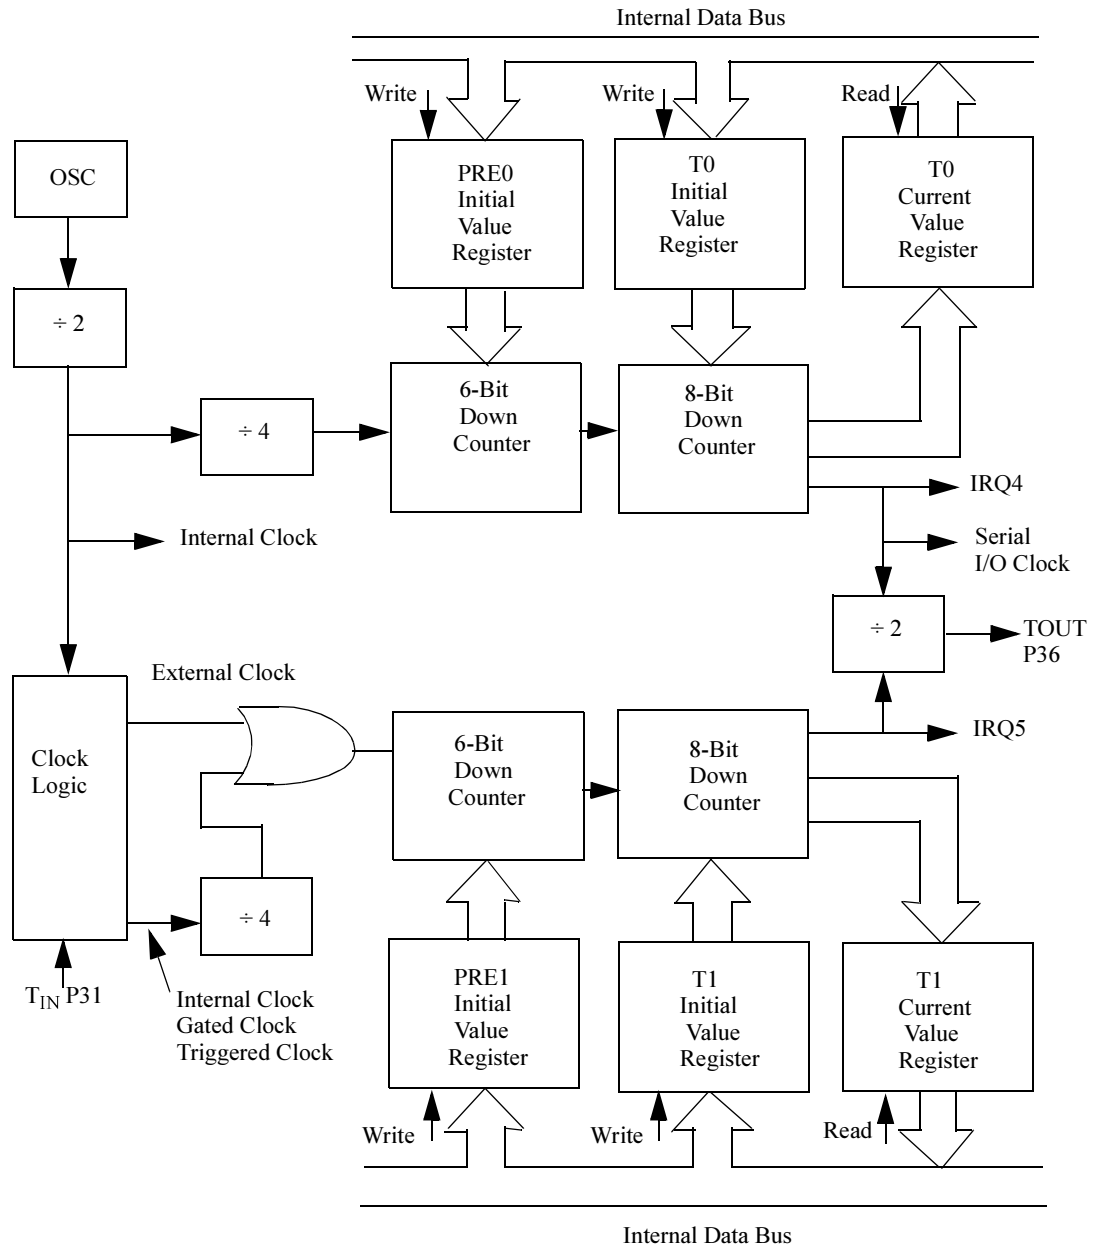 Internal Data Bus
Write
Write
Read
OSC
PRE0
Initial
Value
Register
T0
Initial
Value
Register
T0
Current
Value
Register
÷ 2
÷ 4
6-Bit
Down
Counter
8-Bit
Down
Counter
IRQ4
Internal Clock
Serial
I/O Clock
÷ 2
TOUT
P36
External Clock
Clock
Logic
6-Bit
Down
Counter
8-Bit
Down
Counter
IRQ5
÷ 4
TIN P31
Internal Clock
Gated Clock
Triggered Clock
PRE1
Initial
Value
Register
T1
Initial
Value
Register
T1
Current
Value
Register
Write
Write
Read
Internal Data Bus